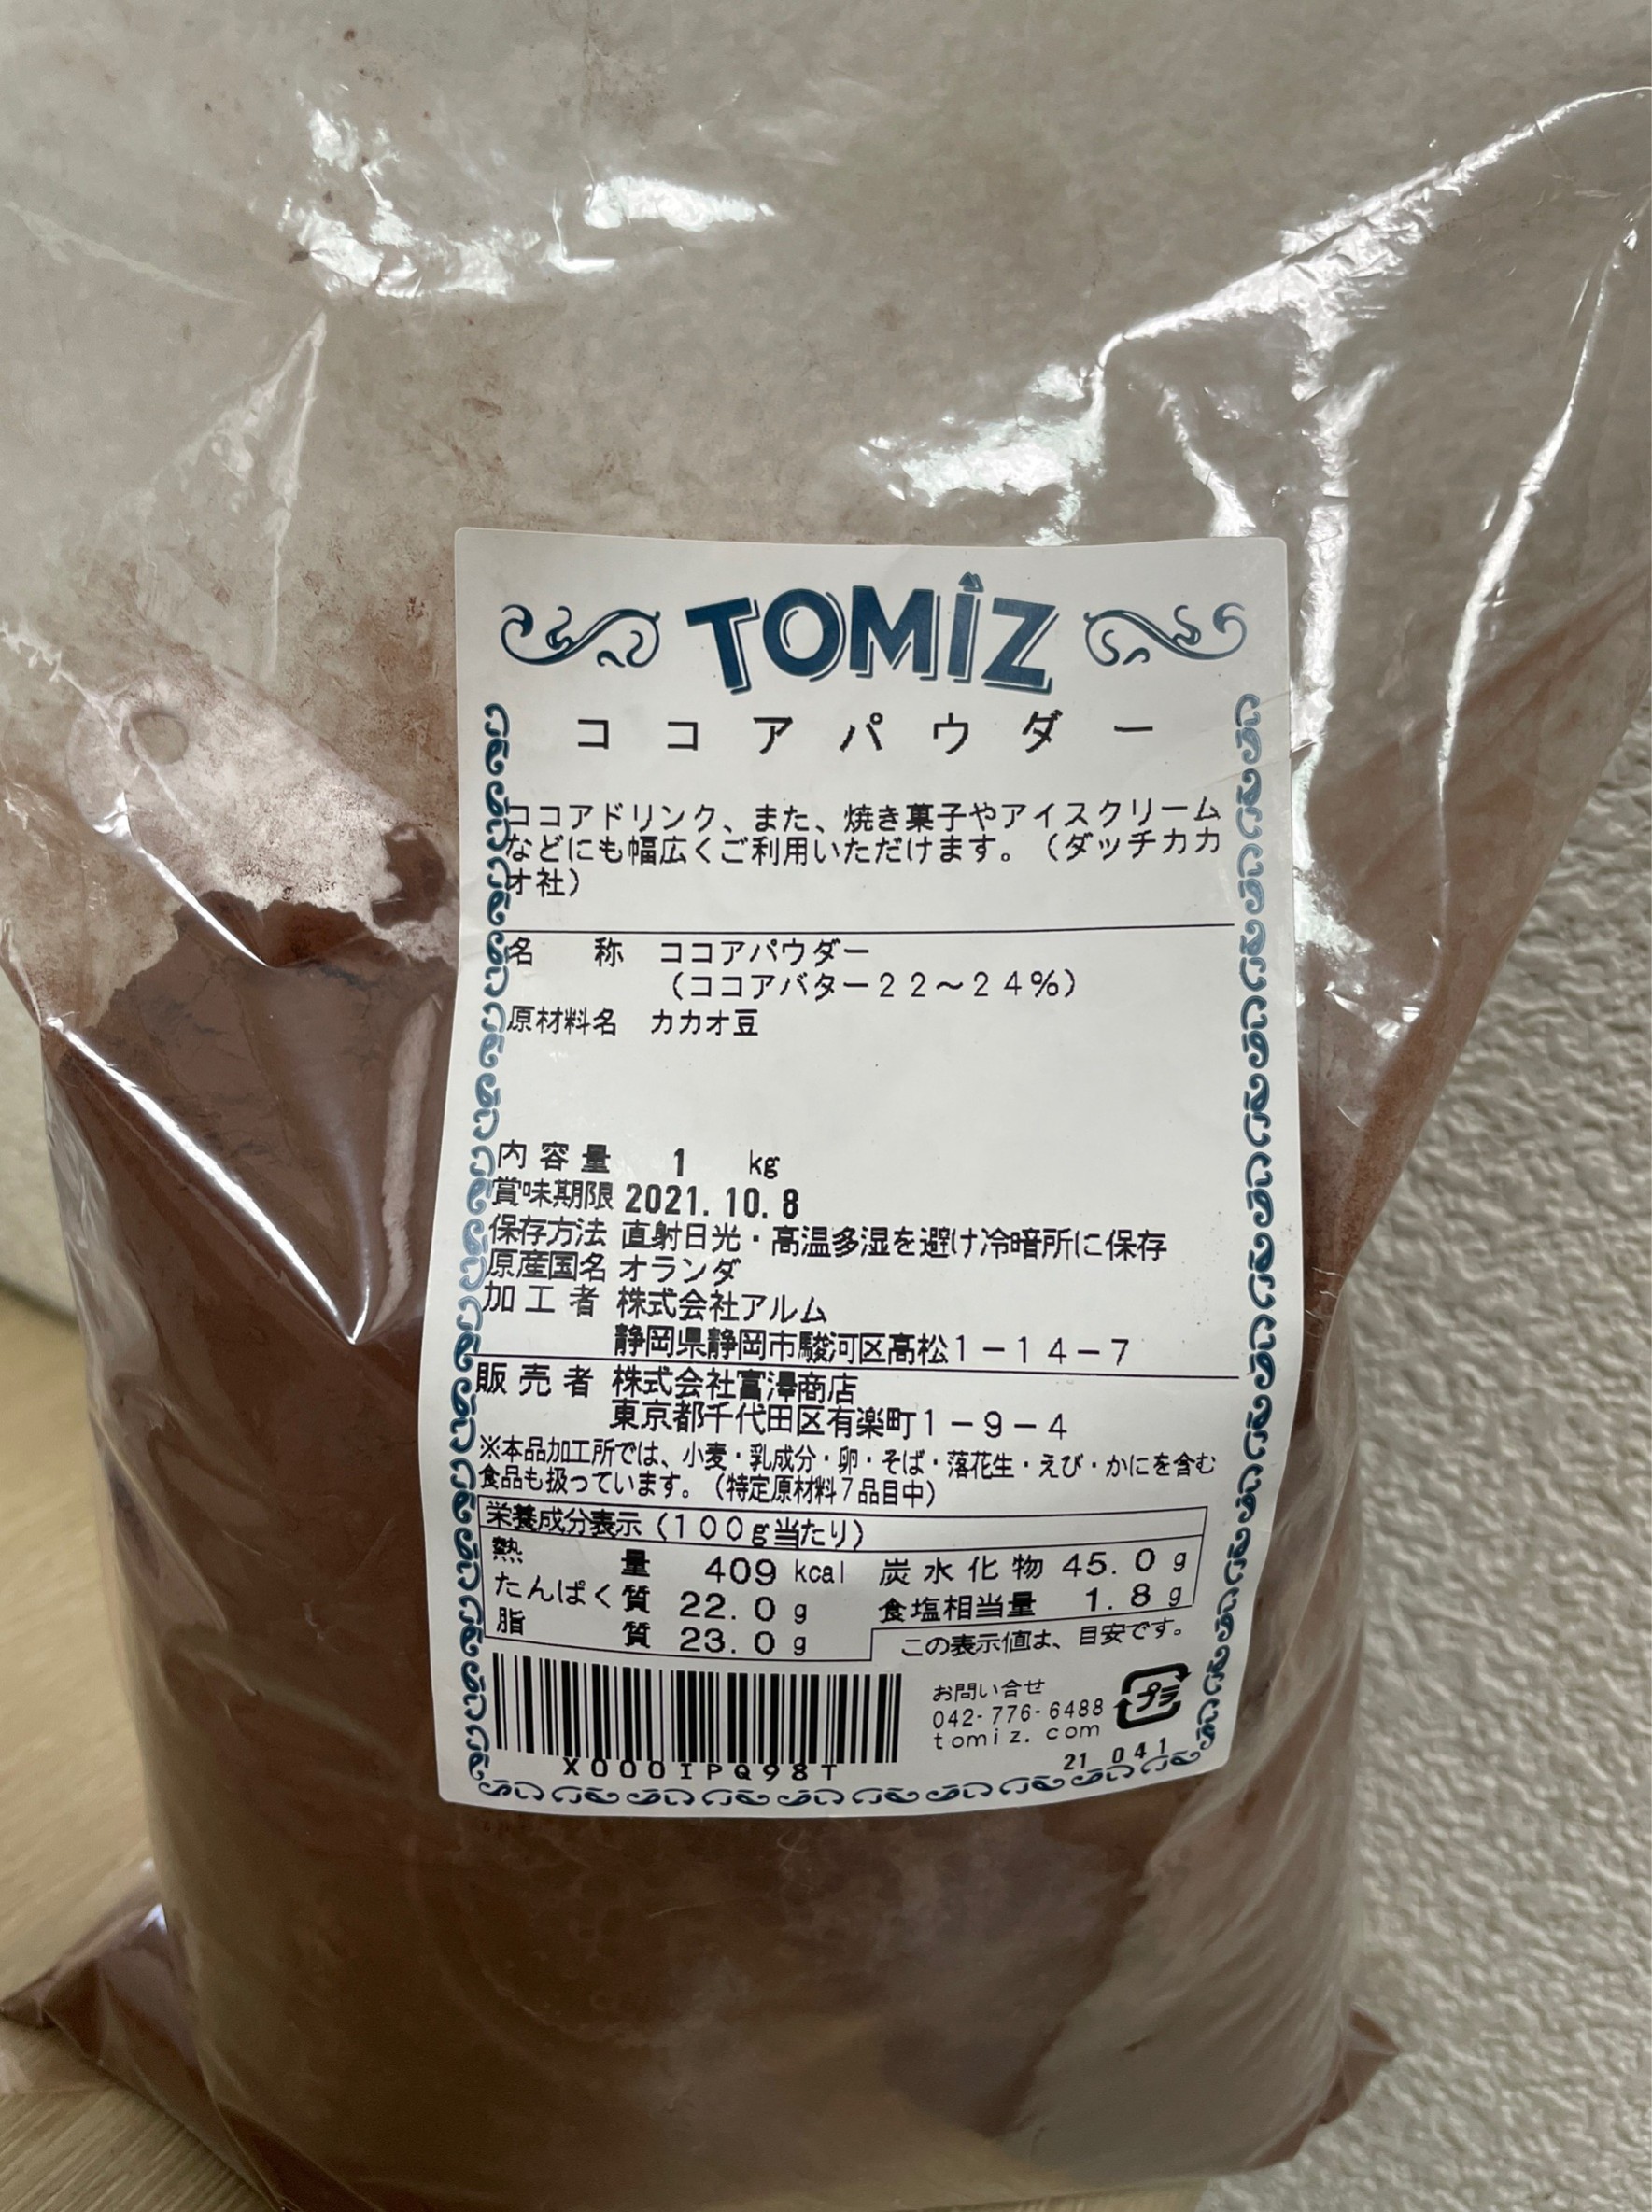 TOMIZ
ココアパウダー
ココアドリンク、また、焼き菓子やアイスクリーム
などにも幅広くご利用いただけます。（ダッチカカ
オ社）
名　称　ココアパウダー
（ココアバター２２～２４％）
原材料名　カカオ豆
内容量　1　kg
賞味期限 2021.10.8
保存方法 直射日光・高温多湿を避け冷暗所に保存
原産国名 オランダ
加工者 株式会社アルム
静岡県静岡市駿河区高松１－１４－７
販売者 株式会社富澤商店
東京都千代田区有楽町１－９－４
※本品加工所では、小麦・乳成分・卵・そば・落花生・えび・かにを含む
食品も扱っています。（特定原材料７品目中）
栄養成分表示（１００ｇ当たり）
熱量 409 kcal 炭水化物 45.0 g
たんぱく質 22.0 g 食塩相当量 1.8 g
脂質 23.0 g この表示値は、目安です。
お問い合せ
042-776-6488
プラ
tomiz.com
X000IPQ98T
21 041